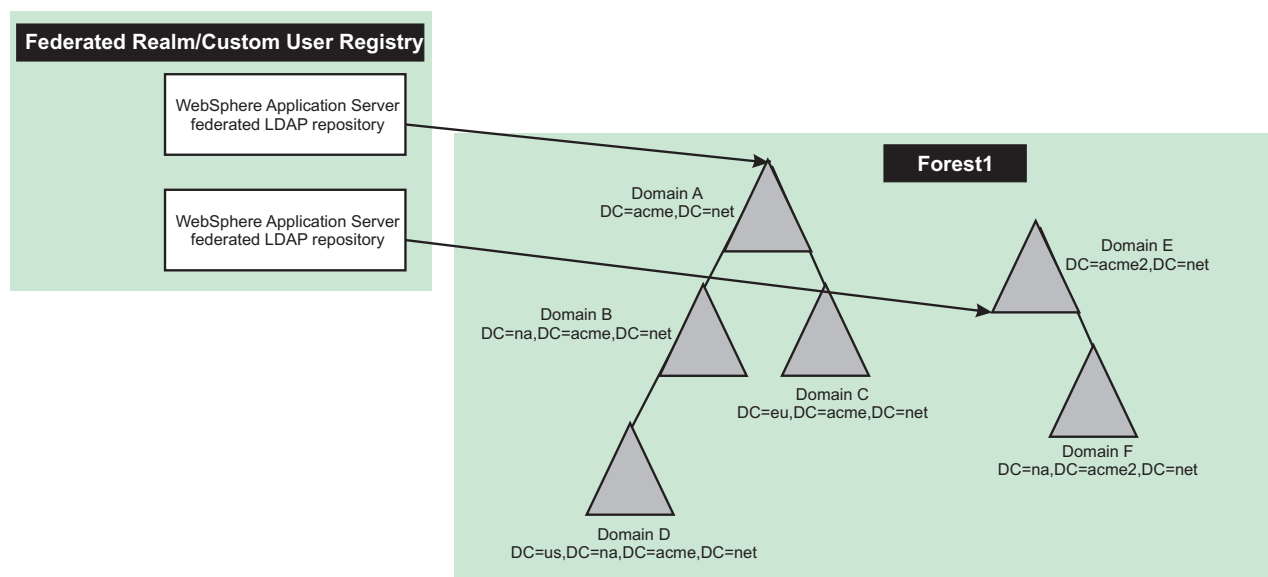 Federated Realm/Custom User Registry
WebSphere Application Server
federated LDAP repository
WebSphere Application Server
federated LDAP repository
Forest1
Domain A
DC=acme,DC=net
Domain E
DC=acme2,DC=net
Domain B
DC=na,DC=acme,DC=net
Domain C
DC=eu,DC=acme,DC=net
Domain F
DC=na,DC=acme2,DC=net
Domain D
DC=us,DC=na,DC=acme,DC=net